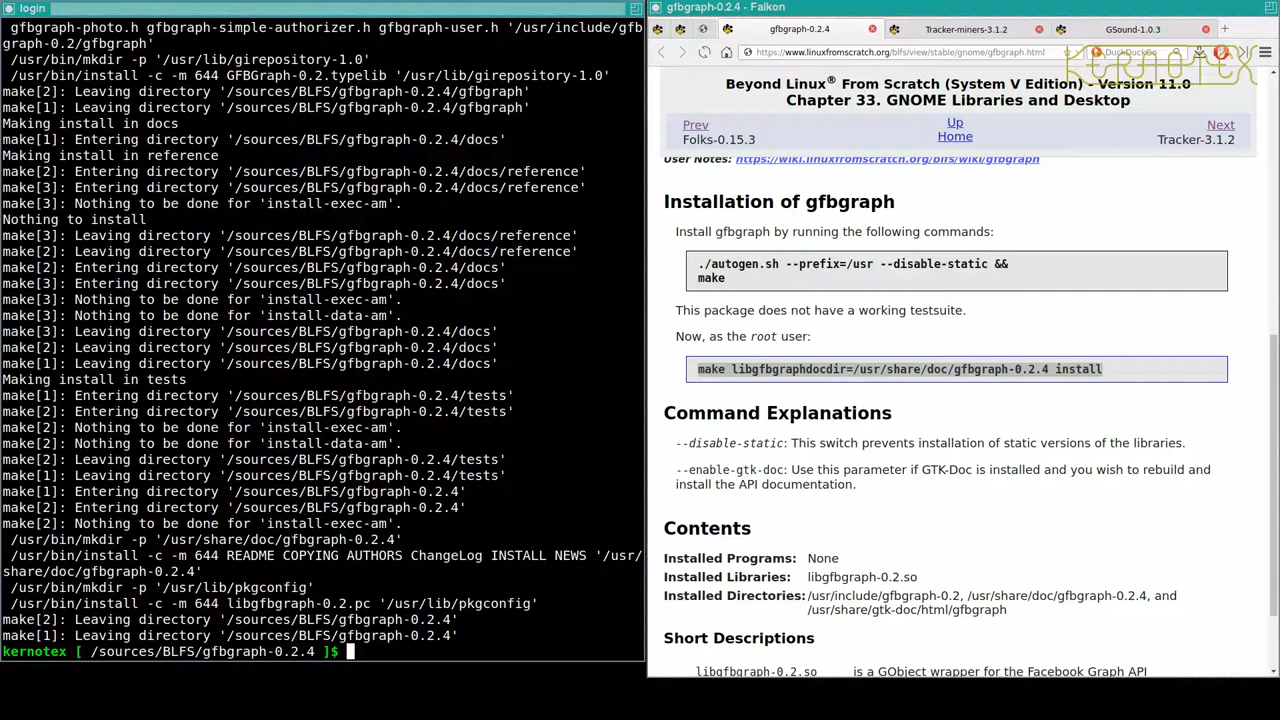 login
gfbgraph-photo.h gfbgraph-simple-authorizer.h gfbgraph-user.h '/usr/include/gfb
graph-0.2/gfbgraph'
/usr/bin/mkdir -p '/usr/lib/girepository-1.0'
/usr/bin/install -c -m 644 GFBGraph-0.2.typelib '/usr/lib/girepository-1.0'
make[2]: Leaving directory '/sources/BLFS/gfbgraph-0.2.4/gfbgraph'
make[1]: Leaving directory '/sources/BLFS/gfbgraph-0.2.4/gfbgraph'
Making install in docs
make[1]: Entering directory '/sources/BLFS/gfbgraph-0.2.4/docs'
Making install in reference
make[2]: Entering directory '/sources/BLFS/gfbgraph-0.2.4/docs/reference'
make[3]: Entering directory '/sources/BLFS/gfbgraph-0.2.4/docs/reference'
make[3]: Nothing to be done for 'install-exec-am'.
Nothing to install
make[3]: Leaving directory '/sources/BLFS/gfbgraph-0.2.4/docs/reference'
make[2]: Leaving directory '/sources/BLFS/gfbgraph-0.2.4/docs/reference'
make[2]: Entering directory '/sources/BLFS/gfbgraph-0.2.4/docs'
make[3]: Entering directory '/sources/BLFS/gfbgraph-0.2.4/docs'
make[3]: Nothing to be done for 'install-exec-am'.
make[3]: Nothing to be done for 'install-data-am'.
make[3]: Leaving directory '/sources/BLFS/gfbgraph-0.2.4/docs'
make[2]: Leaving directory '/sources/BLFS/gfbgraph-0.2.4/docs'
make[1]: Leaving directory '/sources/BLFS/gfbgraph-0.2.4/docs'
Making install in tests
make[1]: Entering directory '/sources/BLFS/gfbgraph-0.2.4/tests'
make[2]: Entering directory '/sources/BLFS/gfbgraph-0.2.4/tests'
make[2]: Nothing to be done for 'install-exec-am'.
make[2]: Nothing to be done for 'install-data-am'.
make[2]: Leaving directory '/sources/BLFS/gfbgraph-0.2.4/tests'
make[1]: Leaving directory '/sources/BLFS/gfbgraph-0.2.4/tests'
make[1]: Entering directory '/sources/BLFS/gfbgraph-0.2.4'
make[2]: Entering directory '/sources/BLFS/gfbgraph-0.2.4'
make[2]: Nothing to be done for 'install-exec-am'.
/usr/bin/mkdir -p '/usr/share/doc/gfbgraph-0.2.4'
/usr/bin/install -c -m 644 README COPYING AUTHORS ChangeLog INSTALL NEWS '/usr/
share/doc/gfbgraph-0.2.4'
/usr/bin/mkdir -p '/usr/lib/pkgconfig'
/usr/bin/install -c -m 644 libgfbgraph-0.2.pc '/usr/lib/pkgconfig'
make[2]: Leaving directory '/sources/BLFS/gfbgraph-0.2.4'
make[1]: Leaving directory '/sources/BLFS/gfbgraph-0.2.4'
kernotex [ /sources/BLFS/gfbgraph-0.2.4 ]$
gfbgraph-0.2.4 - Falkon
gfbgraph-0.2.4 Tracker-miners-3.1.2 GSound-1.0.3
https://www.linuxfromscratch.org/blfs/view/stable/gnome/gfbgraph.html DuckDuckGo
KERNOTEX
Beyond Linux® From Scratch (System V Edition) - Version 11.0
Chapter 33. GNOME Libraries and Desktop
Prev Up Next
Folks-0.15.3 Home Tracker-3.1.2
User Notes: https://wiki.linuxfromscratch.org/blfs/wiki/gfbgraph
Installation of gfbgraph
Install gfbgraph by running the following commands:
./autogen.sh --prefix=/usr --disable-static &&
make
This package does not have a working testsuite.
Now, as the root user:
make libgfbgraphdocdir=/usr/share/doc/gfbgraph-0.2.4 install
Command Explanations
--disable-static: This switch prevents installation of static versions of the libraries.
--enable-gtk-doc: Use this parameter if GTK-Doc is installed and you wish to rebuild and
install the API documentation.
Contents
Installed Programs: None
Installed Libraries: libgfbgraph-0.2.so
Installed Directories: /usr/include/gfbgraph-0.2, /usr/share/doc/gfbgraph-0.2.4, and
/usr/share/gtk-doc/html/gfbgraph
Short Descriptions
libgfbgraph-0.2.so is a GObject wrapper for the Facebook Graph API